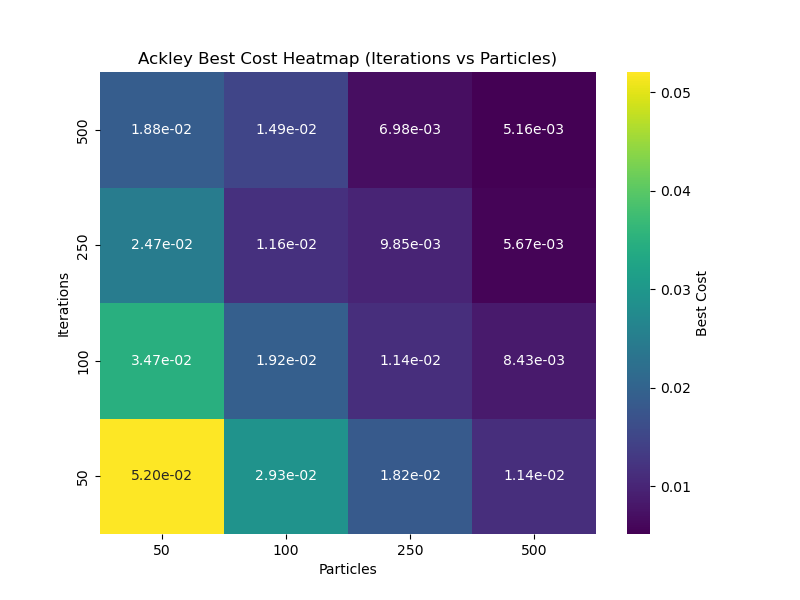 Ackley Best Cost Heatmap (Iterations vs Particles)
500 1.88e-02 1.49e-02 6.98e-03 5.16e-03
250 2.47e-02 1.16e-02 9.85e-03 5.67e-03
100 3.47e-02 1.92e-02 1.14e-02 8.43e-03
50 5.20e-02 2.93e-02 1.82e-02 1.14e-02
50 100 250 500
Particles
Iterations
0.05
0.04
0.03
0.02
0.01
Best Cost